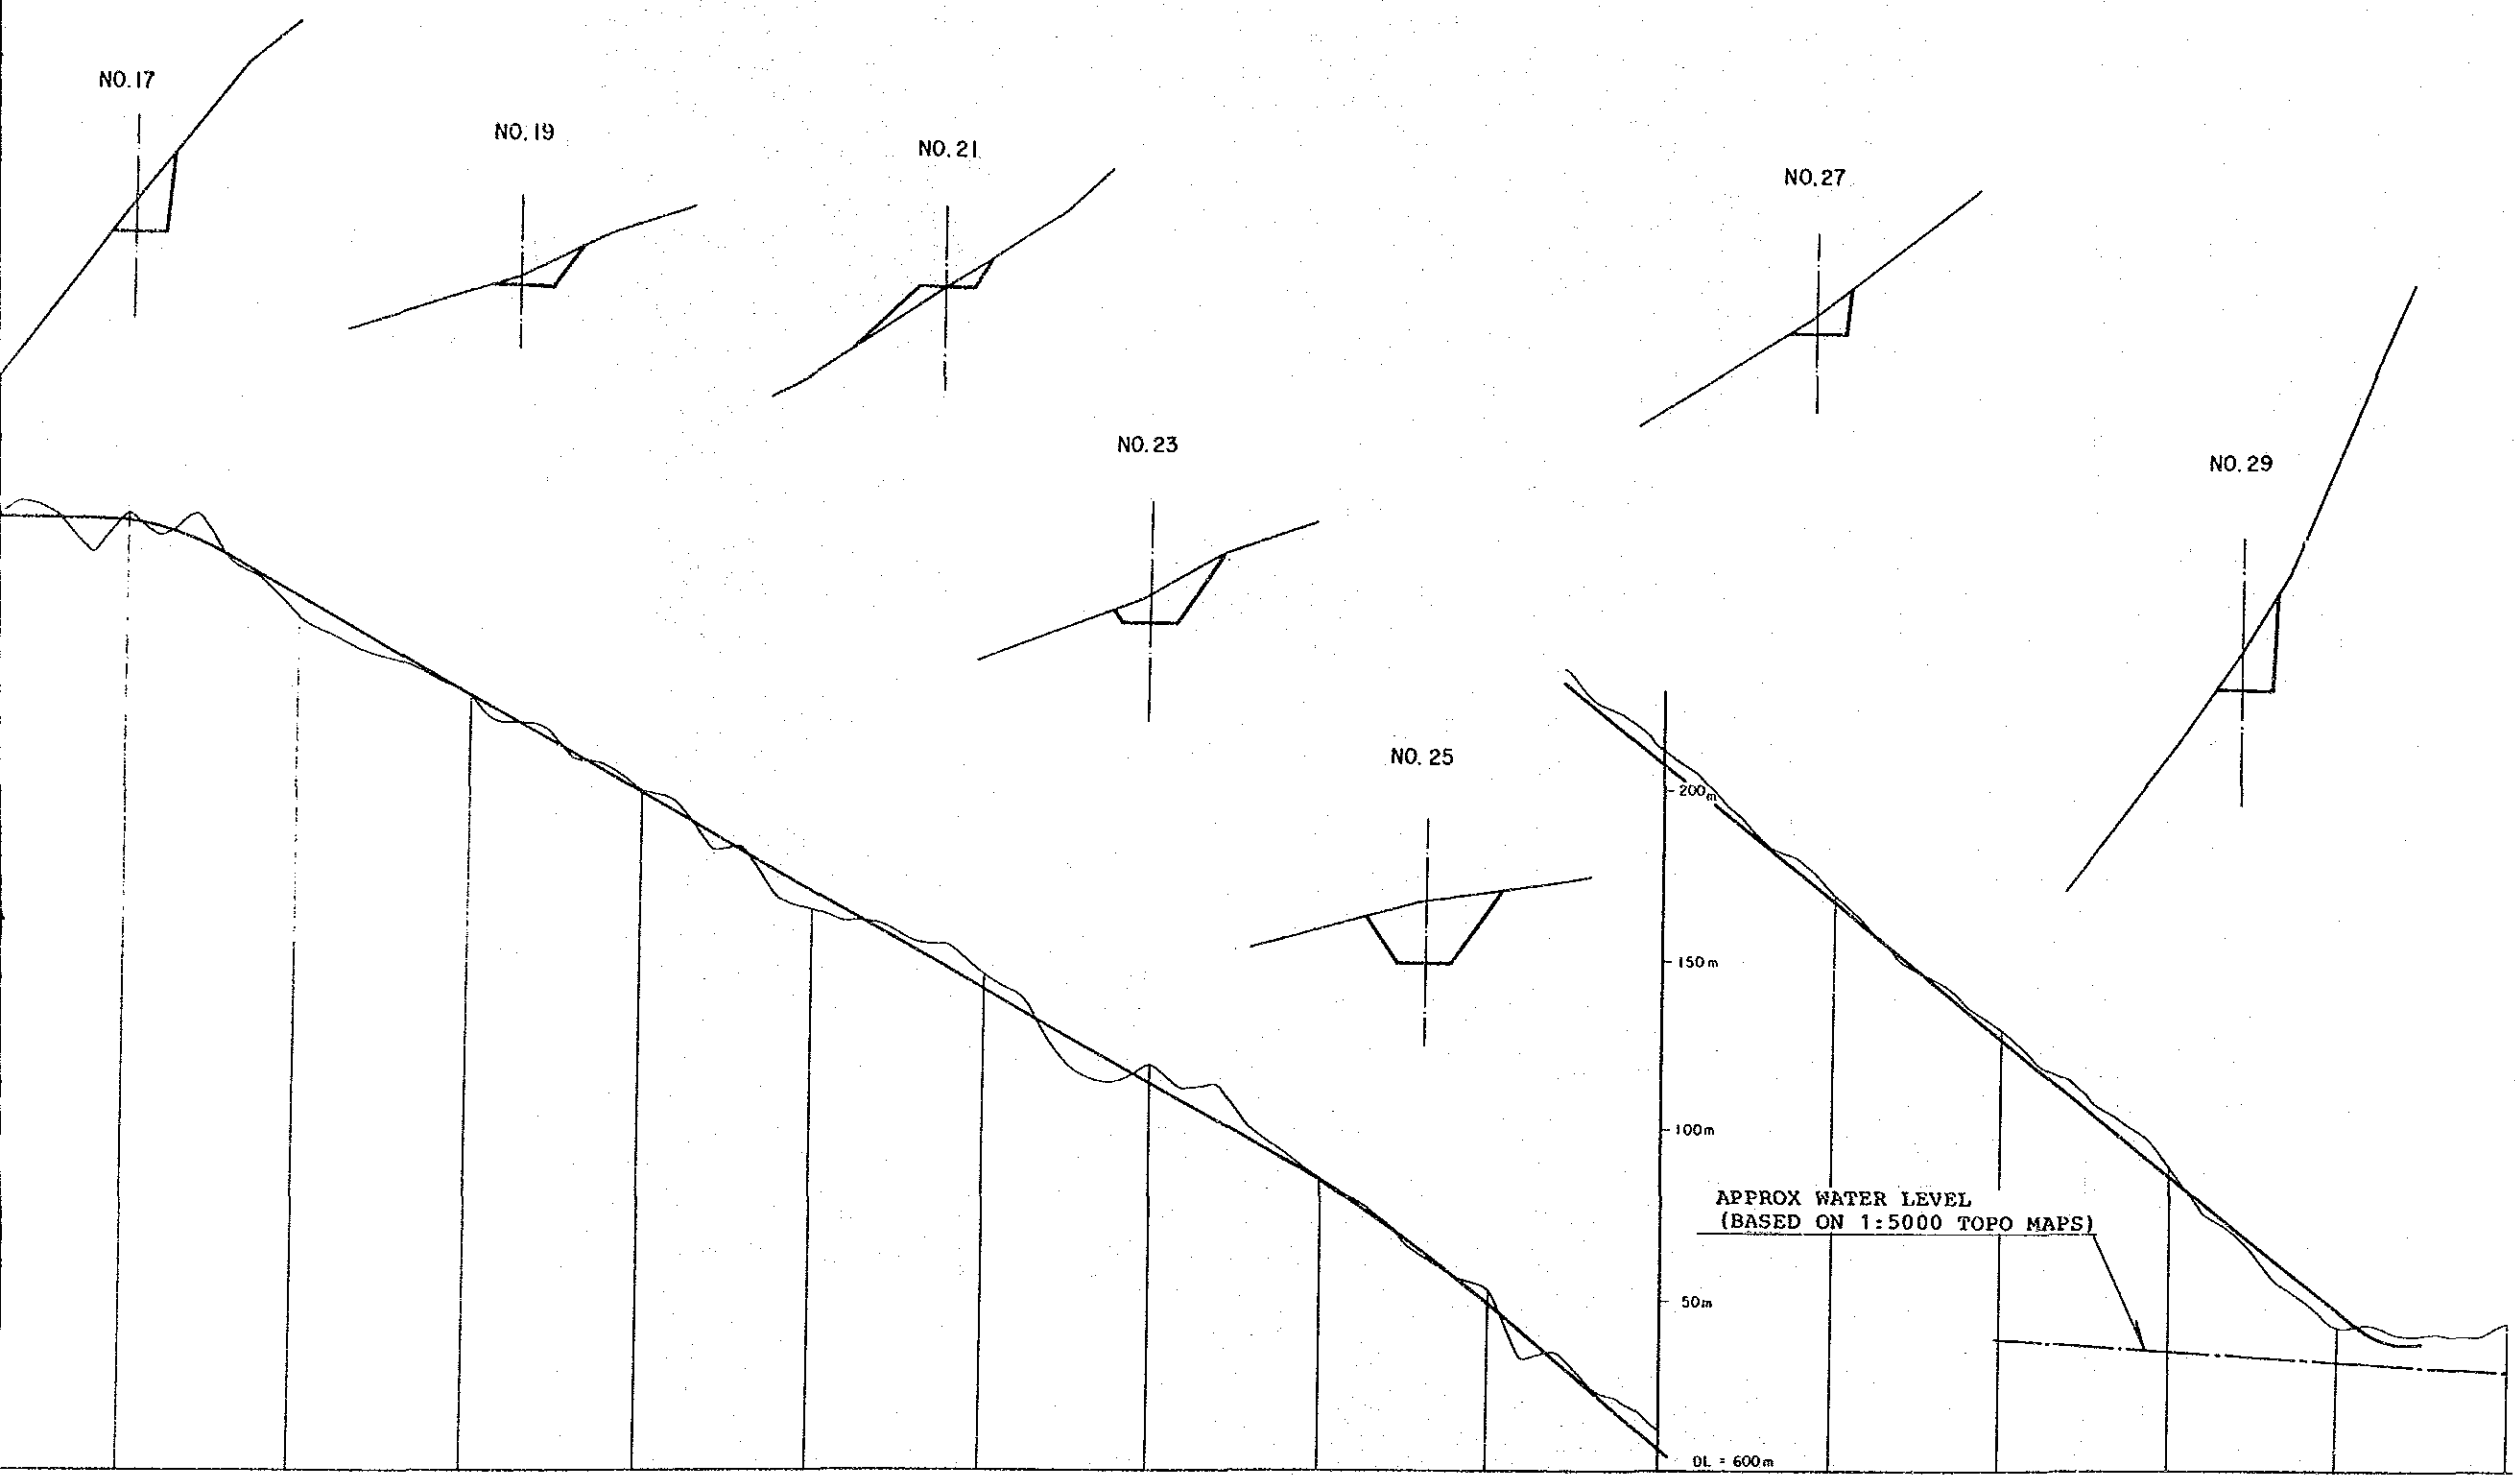 NO.17
NO.19
NO.21
NO.27
NO.23
NO.29
NO.25
200m
150m
100m
APPROX WATER LEVEL
(BASED ON 1:5000 TOPO MAPS)
50m
DL = 600m